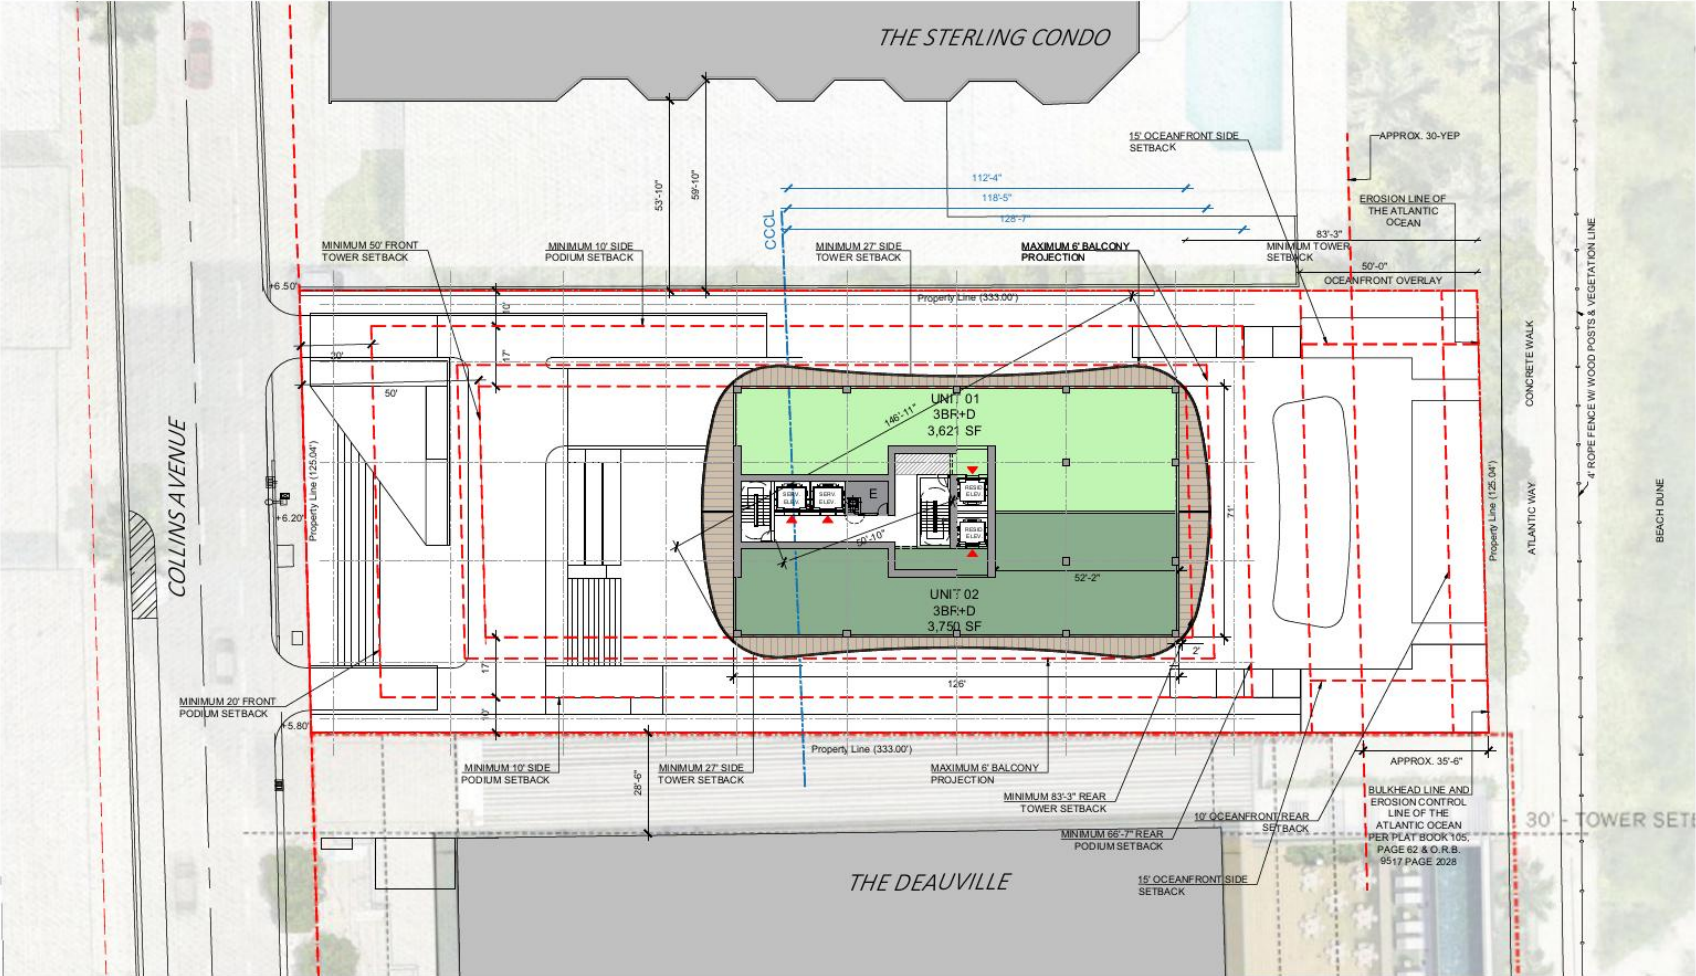 THE STERLING CONDO
15' OCEANFRONT SIDE
SETBACK
APPROX. 30-YEP
112'-4"
118'-5"
128'-7"
53'-10"
59'-10"
CCCL
EROSION LINE OF
THE ATLANTIC
OCEAN
83'-3"
MINIMUM TOWER
SETBACK
50'-0"
OCEANFRONT OVERLAY
MINIMUM 50' FRONT
TOWER SETBACK
MINIMUM 10' SIDE
PODIUM SETBACK
MINIMUM 27' SIDE
TOWER SETBACK
MAXIMUM 6' BALCONY
PROJECTION
+6.50'
Property Line (333.00')
10'
17'
20'
50'
146'-11"
UNIT 01
3BR+D
3,621 SF
SERV.
ELEV.
SERV.
ELEV.
E
RESID.
ELEV.
RESID.
ELEV.
50'-10"
71'
52'-2"
UNIT 02
3BR+D
3,750 SF
2'
126'
17'
10'
COLLINS AVENUE
Property Line (125.04')
+6.20'
+5.80'
Property Line (125.04')
CONCRETE WALK
ATLANTIC WAY
4' ROPE FENCE W/ WOOD POSTS & VEGETATION LINE
BEACH DUNE
MINIMUM 20' FRONT
PODIUM SETBACK
Property Line (333.00')
MINIMUM 10' SIDE
PODIUM SETBACK
28'-6"
MINIMUM 27' SIDE
TOWER SETBACK
MAXIMUM 6' BALCONY
PROJECTION
MINIMUM 83'-3" REAR
TOWER SETBACK
MINIMUM 66'-7" REAR
PODIUM SETBACK
10' OCEANFRONT REAR
SETBACK
15' OCEANFRONT SIDE
SETBACK
APPROX. 35'-6"
BULKHEAD LINE AND
EROSION CONTROL
LINE OF THE
ATLANTIC OCEAN
PER PLAT BOOK 105,
PAGE 62 & O.R.B.
9517 PAGE 2028
30' - TOWER SETB
THE DEAUVILLE